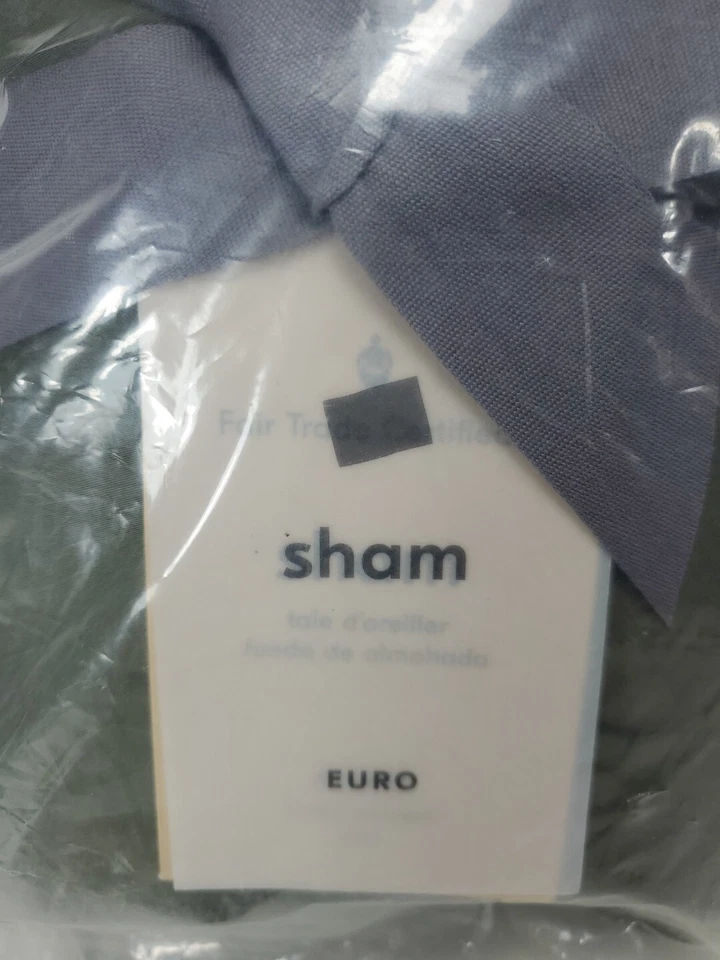 Fair Trade Certified
sham
taie d'oreiller
funda de almohada
EURO